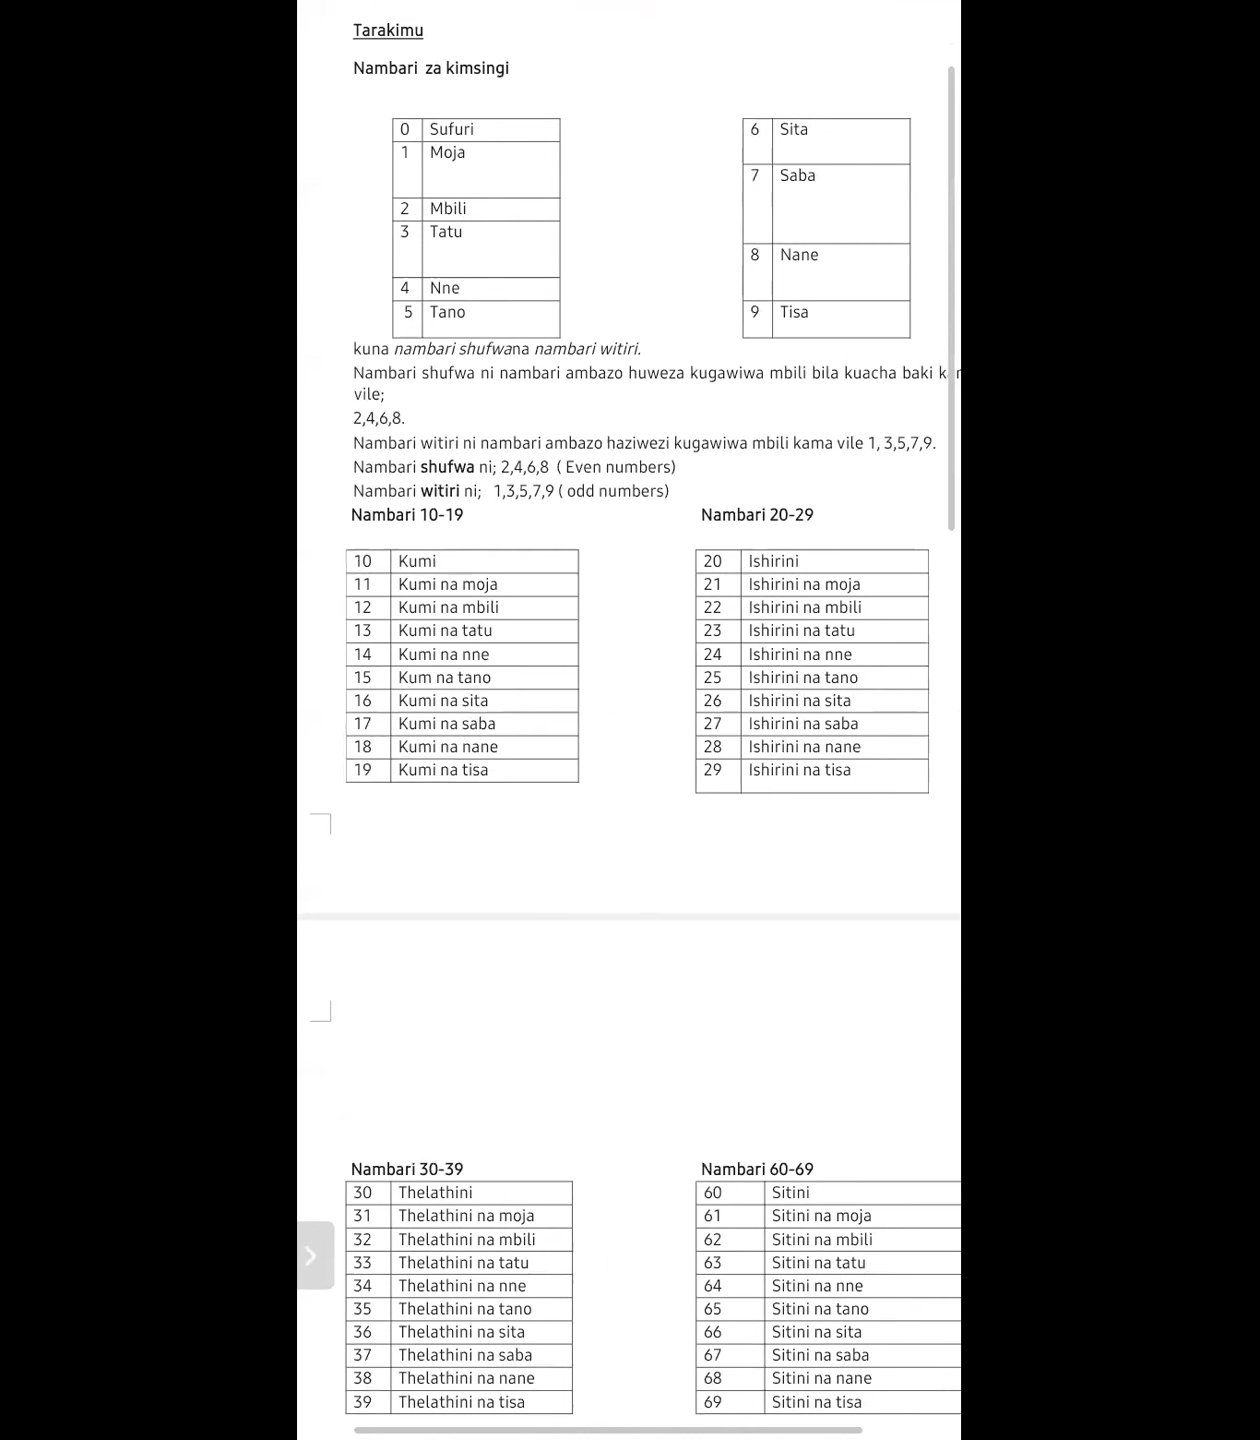 Tarakimu
Nambari za kimsingi
0 Sufuri
1 Moja
2 Mbili
3 Tatu
4 Nne
5 Tano
6 Sita
7 Saba
8 Nane
9 Tisa
kuna nambari shufwana nambari witiri.
Nambari shufwa ni nambari ambazo huweza kugawiwa mbili bila kuacha baki
vile;
2,4,6,8.
Nambari witiri ni nambari ambazo haziwezi kugawiwa mbili kama vile 1, 3,5,7,9.
Nambari shufwa ni; 2,4,6,8 ( Even numbers)
Nambari witiri ni; 1,3,5,7,9 ( odd numbers)
Nambari 10-19
10 Kumi
11 Kumi na moja
12 Kumi na mbili
13 Kumi na tatu
14 Kumi na nne
15 Kum na tano
16 Kumi na sita
17 Kumi na saba
18 Kumi na nane
19 Kumi na tisa
Nambari 20-29
20 Ishirini
21 Ishirini na moja
22 Ishirini na mbili
23 Ishirini na tatu
24 Ishirini na nne
25 Ishirini na tano
26 Ishirini na sita
27 Ishirini na saba
28 Ishirini na nane
29 Ishirini na tisa
Nambari 30-39
30 Thelathini
31 Thelathini na moja
32 Thelathini na mbili
33 Thelathini na tatu
34 Thelathini na nne
35 Thelathini na tano
36 Thelathini na sita
37 Thelathini na saba
38 Thelathini na nane
39 Thelathini na tisa
Nambari 60-69
60 Sitini
61 Sitini na moja
62 Sitini na mbili
63 Sitini na tatu
64 Sitini na nne
65 Sitini na tano
66 Sitini na sita
67 Sitini na saba
68 Sitini na nane
69 Sitini na tisa